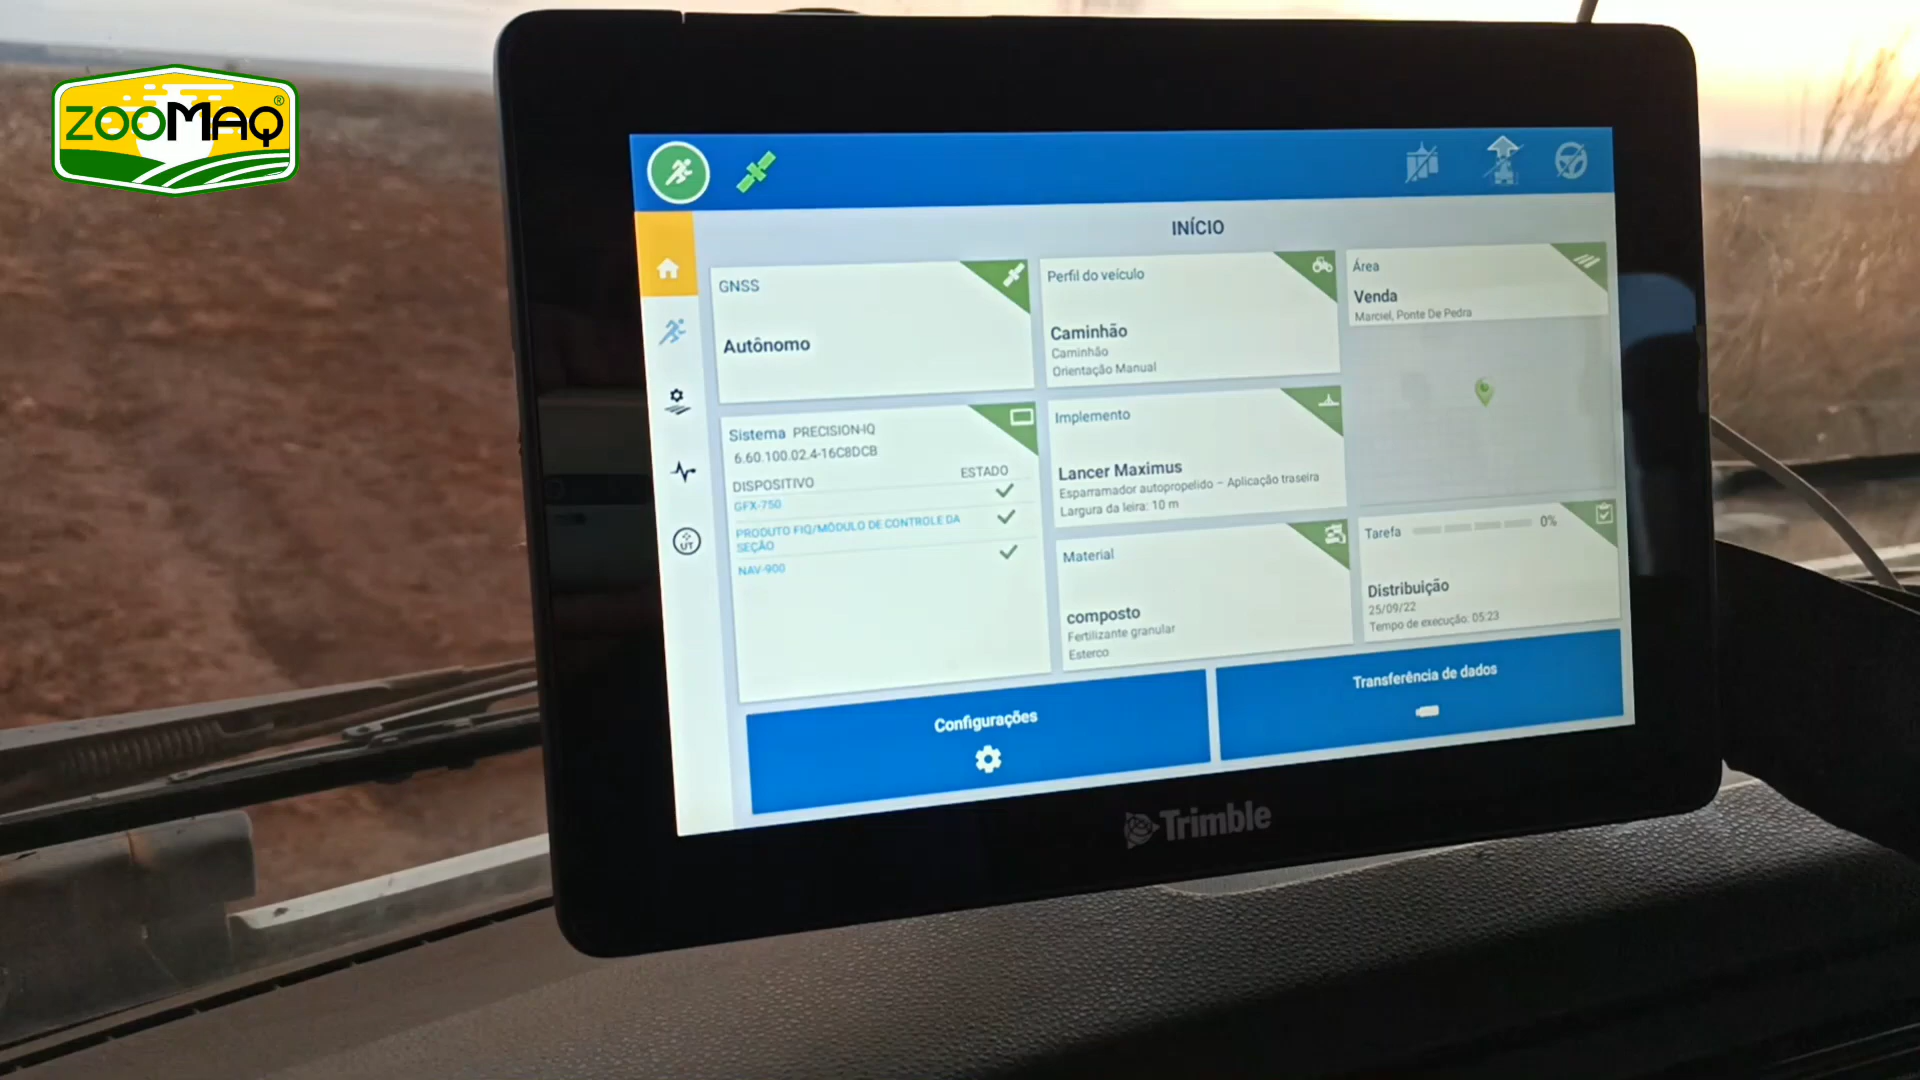 ZOOMAQ®
INÍCIO
GNSS
Autônomo
Perfil do veículo
Caminhão
Caminhão
Orientação Manual
Área
Venda
Marciel, Ponte De Pedra
Sistema PRECISION-IQ
6.60.100.02.4-16C8DCB
DISPOSITIVO ESTADO
GFX-750
PRODUTO FIQ/MÓDULO DE CONTROLE DA
SEÇÃO
NAV-900
UT
Implemento
Lancer Maximus
Esparramador autopropelido – Aplicação traseira
Largura da leira: 10 m
Material
composto
Fertilizante granular
Esterco
Tarefa 0%
Distribuição
25/09/22
Tempo de execução: 05:23
Configurações
Transferência de dados
Trimble